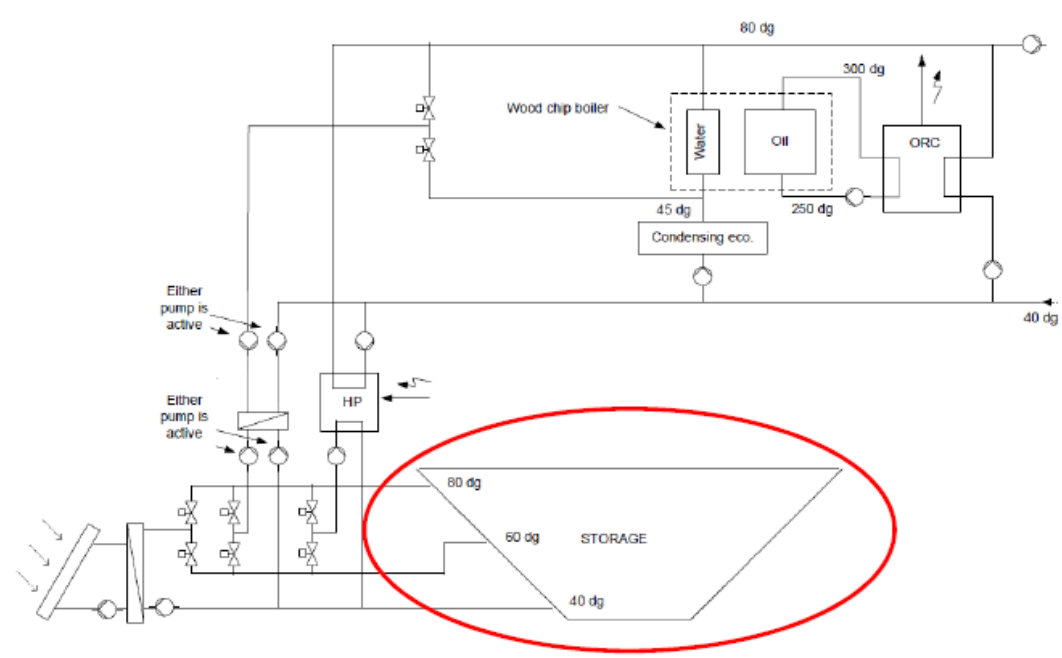 80 dg
300 dg
Wood chip boiler
Water
Oil
ORC
45 dg
250 dg
Condensing eco.
Either
pump is
active
40 dg
HP
Either
pump is
active
80 dg
60 dg
STORAGE
40 dg